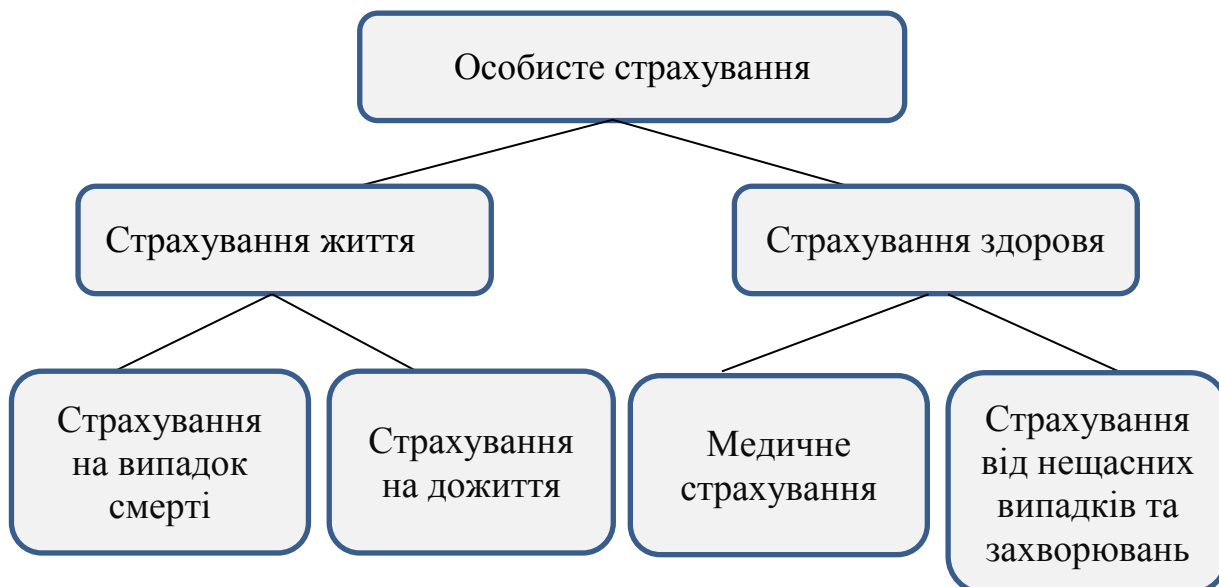 Особисте страхування
Страхування життя
Страхування здоровя
Страхування
на випадок
смерті
Страхування
на дожиття
Медичне
страхування
Страхування
від нещасних
випадків та
захворювань